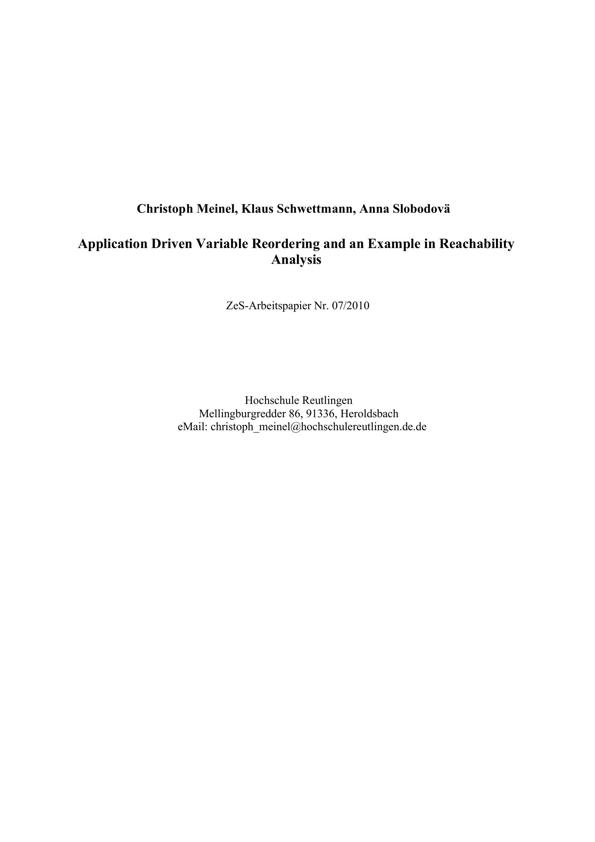 Christoph Meinel, Klaus Schwettmann, Anna Slobodovä
Application Driven Variable Reordering and an Example in Reachability
Analysis
ZeS-Arbeitspapier Nr. 07/2010
Hochschule Reutlingen
Mellingburgredder 86, 91336, Heroldsbach
eMail: christoph_meinel@hochschulereutlingen.de.de